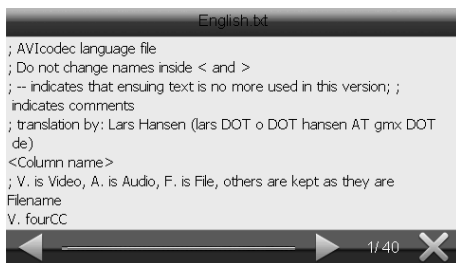 English.txt
; AVIcodec language file
; Do not change names inside < and >
; -- indicates that ensuing text is no more used in this version; ;
indicates comments
; translation by: Lars Hansen (lars DOT o DOT hansen AT gmx DOT
de)
<Column name>
; V. is Video, A. is Audio, F. is File, others are kept as they are
Filename
V. fourCC
1/40